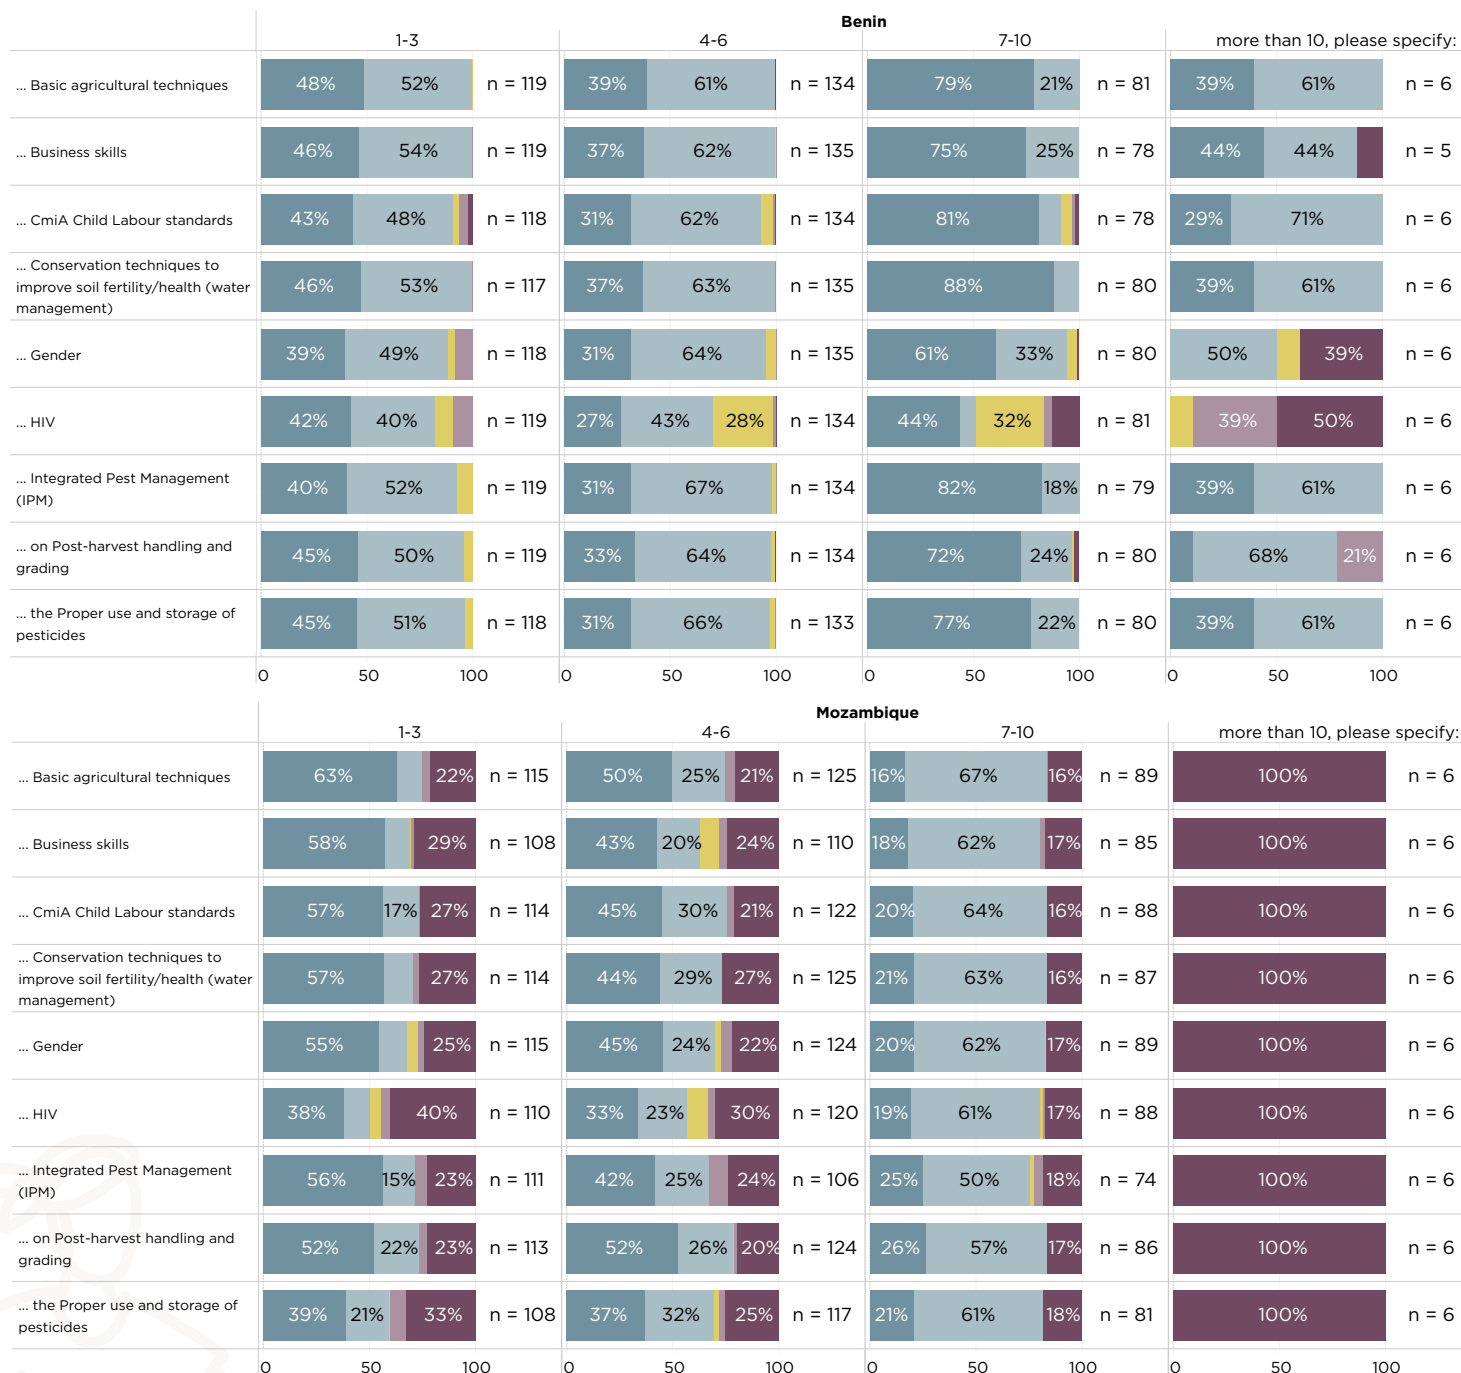 Benin
1-3 4-6 7-10 more than 10, please specify:
... Basic agricultural techniques 48% 52% n = 119 39% 61% n = 134 79% 21% n = 81 39% 61% n = 6
... Business skills 46% 54% n = 119 37% 62% n = 135 75% 25% n = 78 44% 44% n = 5
... CmiA Child Labour standards 43% 48% n = 118 31% 62% n = 134 81% n = 78 29% 71% n = 6
... Conservation techniques to
improve soil fertility/health (water 46% 53% n = 117 37% 63% n = 135 88% n = 80 39% 61% n = 6
management)
... Gender 39% 49% n = 118 31% 64% n = 135 61% 33% n = 80 50% 39% n = 6
... HIV 42% 40% n = 119 27% 43% 28% n = 134 44% 32% n = 81 39% 50% n = 6
... Integrated Pest Management
(IPM) 40% 52% n = 119 31% 67% n = 134 82% 18% n = 79 39% 61% n = 6
... on Post-harvest handling and
grading 45% 50% n = 119 33% 64% n = 134 72% 24% n = 80 68% 21% n = 6
... the Proper use and storage of
pesticides 45% 51% n = 118 31% 66% n = 133 77% 22% n = 80 39% 61% n = 6
0 50 100 0 50 100 0 50 100 0 50 100
Mozambique
1-3 4-6 7-10 more than 10, please specify:
... Basic agricultural techniques 63% 22% n = 115 50% 25% 21% n = 125 16% 67% 16% n = 89 100% n = 6
... Business skills 58% 29% n = 108 43% 20% 24% n = 110 18% 62% 17% n = 85 100% n = 6
... CmiA Child Labour standards 57% 17% 27% n = 114 45% 30% 21% n = 122 20% 64% 16% n = 88 100% n = 6
... Conservation techniques to
improve soil fertility/health (water 57% 27% n = 114 44% 29% 27% n = 125 21% 63% 16% n = 87 100% n = 6
management)
... Gender 55% 25% n = 115 45% 24% 22% n = 124 20% 62% 17% n = 89 100% n = 6
... HIV 38% 40% n = 110 33% 23% 30% n = 120 19% 61% 17% n = 88 100% n = 6
... Integrated Pest Management
(IPM) 56% 15% 23% n = 111 42% 25% 24% n = 106 25% 50% 18% n = 74 100% n = 6
... on Post-harvest handling and
grading 52% 22% 23% n = 113 52% 26% 20% n = 124 26% 57% 17% n = 86 100% n = 6
... the Proper use and storage of
pesticides 39% 21% 33% n = 108 37% 32% 25% n = 117 21% 61% 18% n = 81 100% n = 6
0 50 100 0 50 100 0 50 100 0 50 100